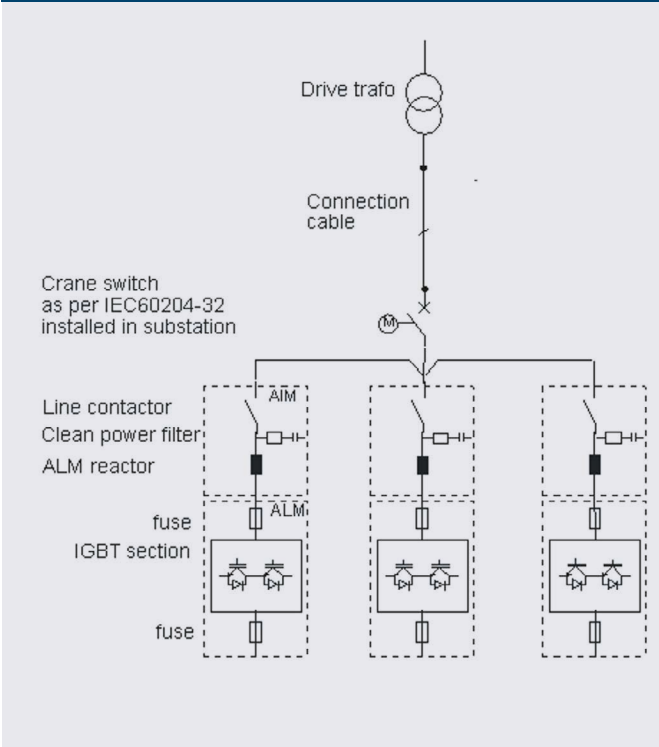 Drive trafo
Connection
cable
Crane switch
as per IEC60204-32
installed in substation
M
AIM
Line contactor
Clean power filter
ALM reactor
ALM
fuse
IGBT section
fuse